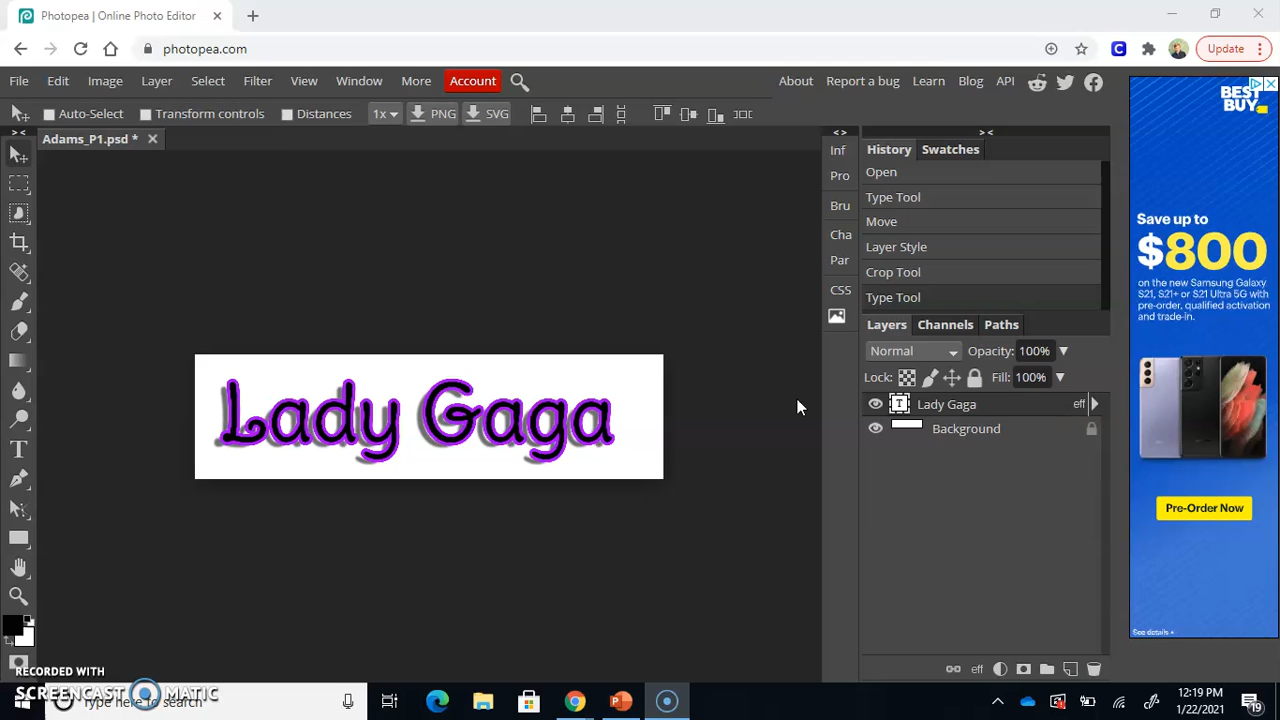 Photopea | Online Photo Editor
photopea.com
Update
File Edit Image Layer Select Filter View Window More Account
About Report a bug Learn Blog API
Auto-Select Transform controls Distances 1x PNG SVG
Adams_P1.psd *
Inf
Pro
Bru
Cha
Par
CSS
History Swatches
Open
Type Tool
Move
Layer Style
Crop Tool
Type Tool
Layers Channels Paths
Normal Opacity: 100%
Lock: Fill: 100%
Lady Gaga eff
Background
eff
Lady Gaga
BEST BUY
Save up to
$800
on the new Samsung Galaxy
S21, S21+ or S21 Ultra 5G with
pre-order, qualified activation
and trade-in.
Pre-Order Now
See details
RECORDED WITH
SCREENCAST MATIC
Type here to search
12:19 PM
1/22/2021
19